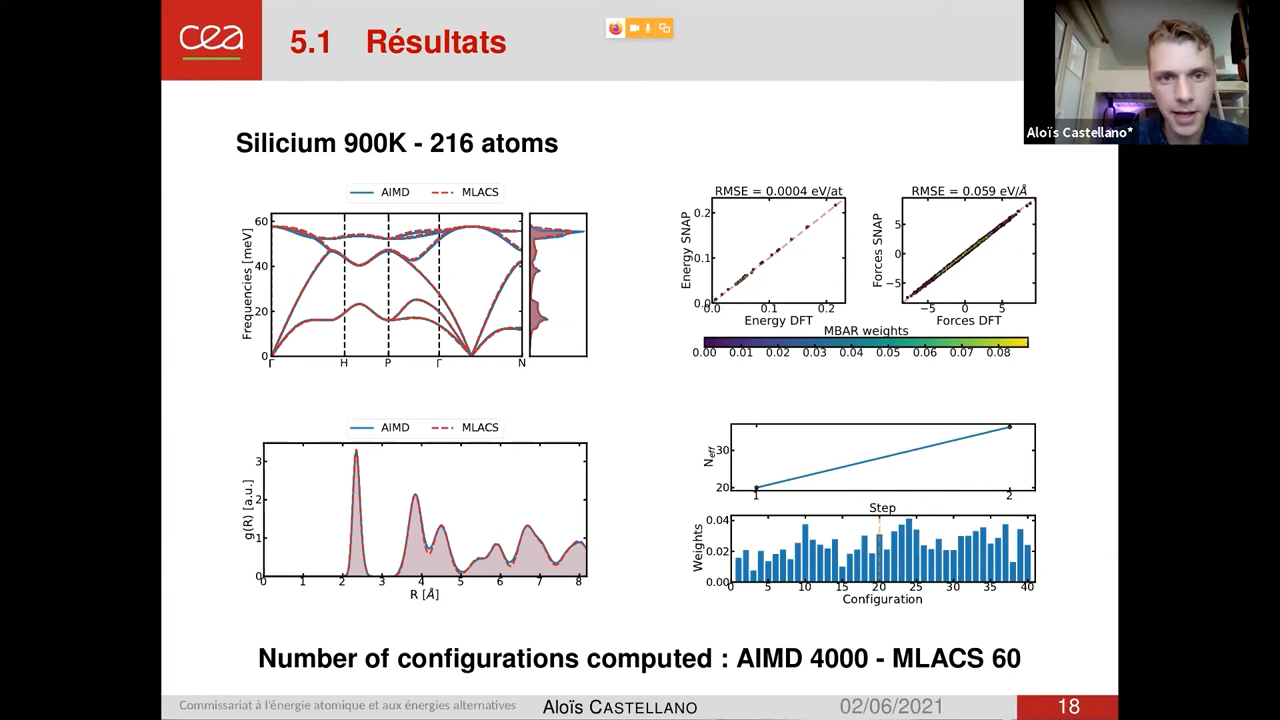 cea
5.1 Résultats
Aloïs Castellano*
Silicium 900K - 216 atoms
AIMD MLACS
Frequencies [meV]
60
40
20
0
Γ H P Γ N
RMSE = 0.0004 eV/at
Energy SNAP
0.2
0.1
0.0
0.0 0.1 0.2
Energy DFT
RMSE = 0.059 eV/Å
Forces SNAP
5
0
−5
−5 0 5
Forces DFT
MBAR weights
0.00 0.01 0.02 0.03 0.04 0.05 0.06 0.07 0.08
AIMD MLACS
g(R) [a.u.]
3
2
1
0
0 1 2 3 4 5 6 7 8
R [Å]
Neff
30
20
1 2
Step
Weights
0.04
0.02
0.00
0 5 10 15 20 25 30 35 40
Configuration
Number of configurations computed : AIMD 4000 - MLACS 60
Commissariat à l'énergie atomique et aux énergies alternatives
Aloïs CASTELLANO
02/06/2021
18